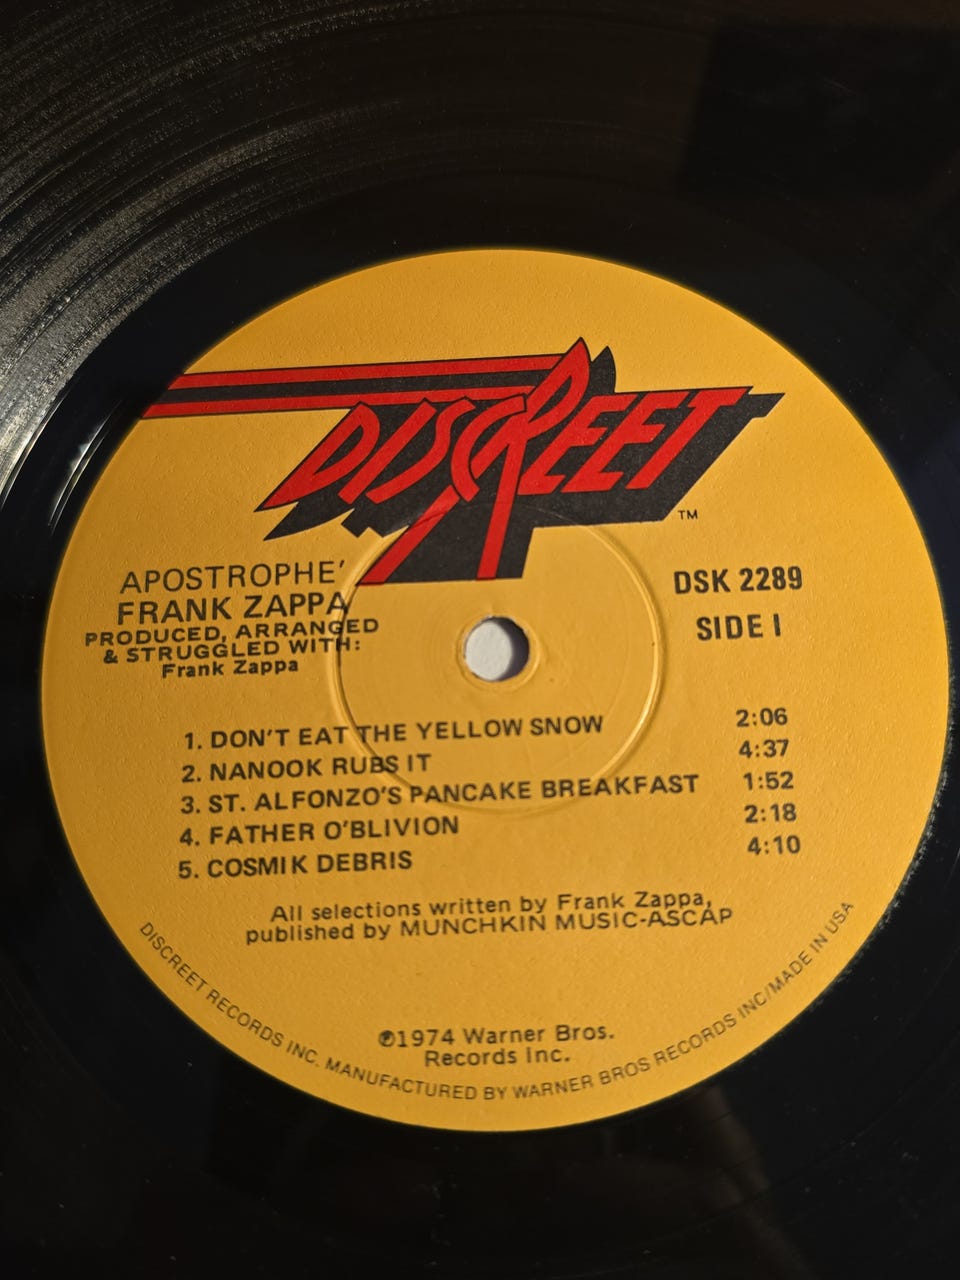 DISCREET
TM
APOSTROPHE'
FRANK ZAPPA
PRODUCED, ARRANGED
& STRUGGLED WITH:
Frank Zappa
DSK 2289
SIDE I
1. DON'T EAT THE YELLOW SNOW 2:06
2. NANOOK RUBS IT 4:37
3. ST. ALFONZO'S PANCAKE BREAKFAST 1:52
4. FATHER O'BLIVION 2:18
5. COSMIK DEBRIS 4:10
All selections written by Frank Zappa,
published by MUNCHKIN MUSIC-ASCAP
℗1974 Warner Bros.
Records Inc.
DISCREET RECORDS INC. MANUFACTURED BY WARNER BROS RECORDS INC/MADE IN USA